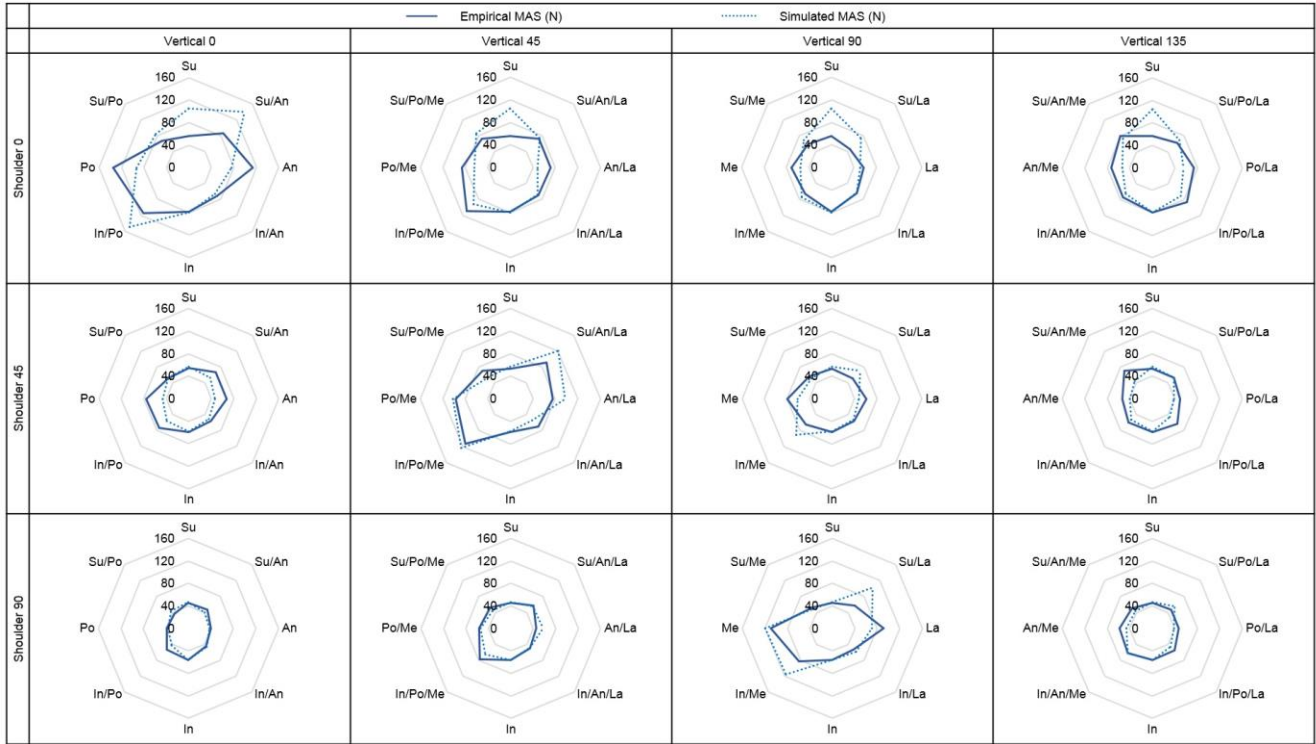 Empirical MAS (N) Simulated MAS (N)
Vertical 0 Vertical 45 Vertical 90 Vertical 135
Shoulder 0
Su Su Su Su
160 160 160 160
Su/Po 120 Su/An Su/Po/Me 120 Su/An/La Su/Me 120 Su/La Su/An/Me 120 Su/Po/La
80 80 80 80
40 40 40 40
Po 0 An Po/Me 0 An/La Me 0 La An/Me 0 Po/La
In/Po In/An In/Po/Me In/An/La In/Me In/La In/An/Me In/Po/La
In In In In
Shoulder 45
Su Su Su Su
160 160 160 160
Su/Po 120 Su/An Su/Po/Me 120 Su/An/La Su/Me 120 Su/La Su/An/Me 120 Su/Po/La
80 80 80 80
40 40 40 40
Po 0 An Po/Me 0 An/La Me 0 La An/Me 0 Po/La
In/Po In/An In/Po/Me In/An/La In/Me In/La In/An/Me In/Po/La
In In In In
Shoulder 90
Su Su Su Su
160 160 160 160
Su/Po 120 Su/An Su/Po/Me 120 Su/An/La Su/Me 120 Su/La Su/An/Me 120 Su/Po/La
80 80 80 80
40 40 40 40
Po 0 An Po/Me 0 An/La Me 0 La An/Me 0 Po/La
In/Po In/An In/Po/Me In/An/La In/Me In/La In/An/Me In/Po/La
In In In In